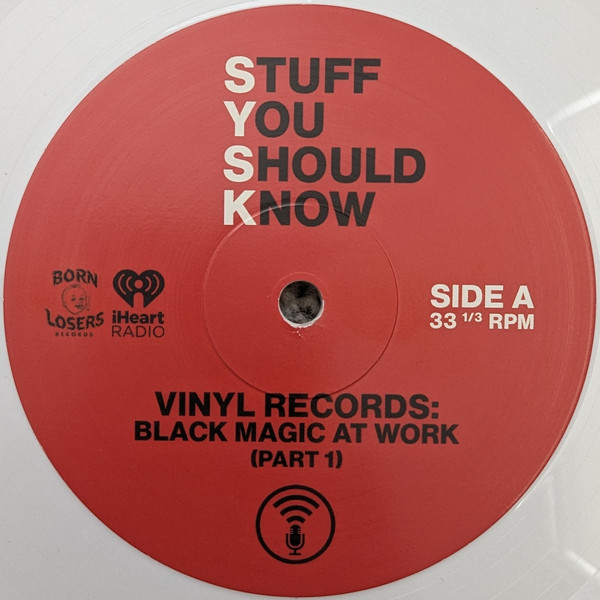 STUFF
YOU
SHOULD
KNOW
BORN
LOSERS
RECORDS
iHeart
RADIO
SIDE A
33 1/3 RPM
VINYL RECORDS:
BLACK MAGIC AT WORK
(PART 1)